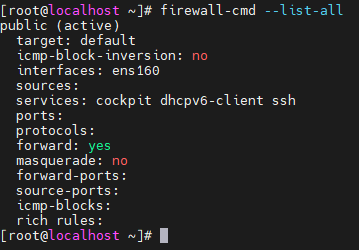 [root@localhost ~]# firewall-cmd --list-all
public (active)
  target: default
  icmp-block-inversion: no
  interfaces: ens160
  sources:
  services: cockpit dhcpv6-client ssh
  ports:
  protocols:
  forward: yes
  masquerade: no
  forward-ports:
  source-ports:
  icmp-blocks:
  rich rules:
[root@localhost ~]#